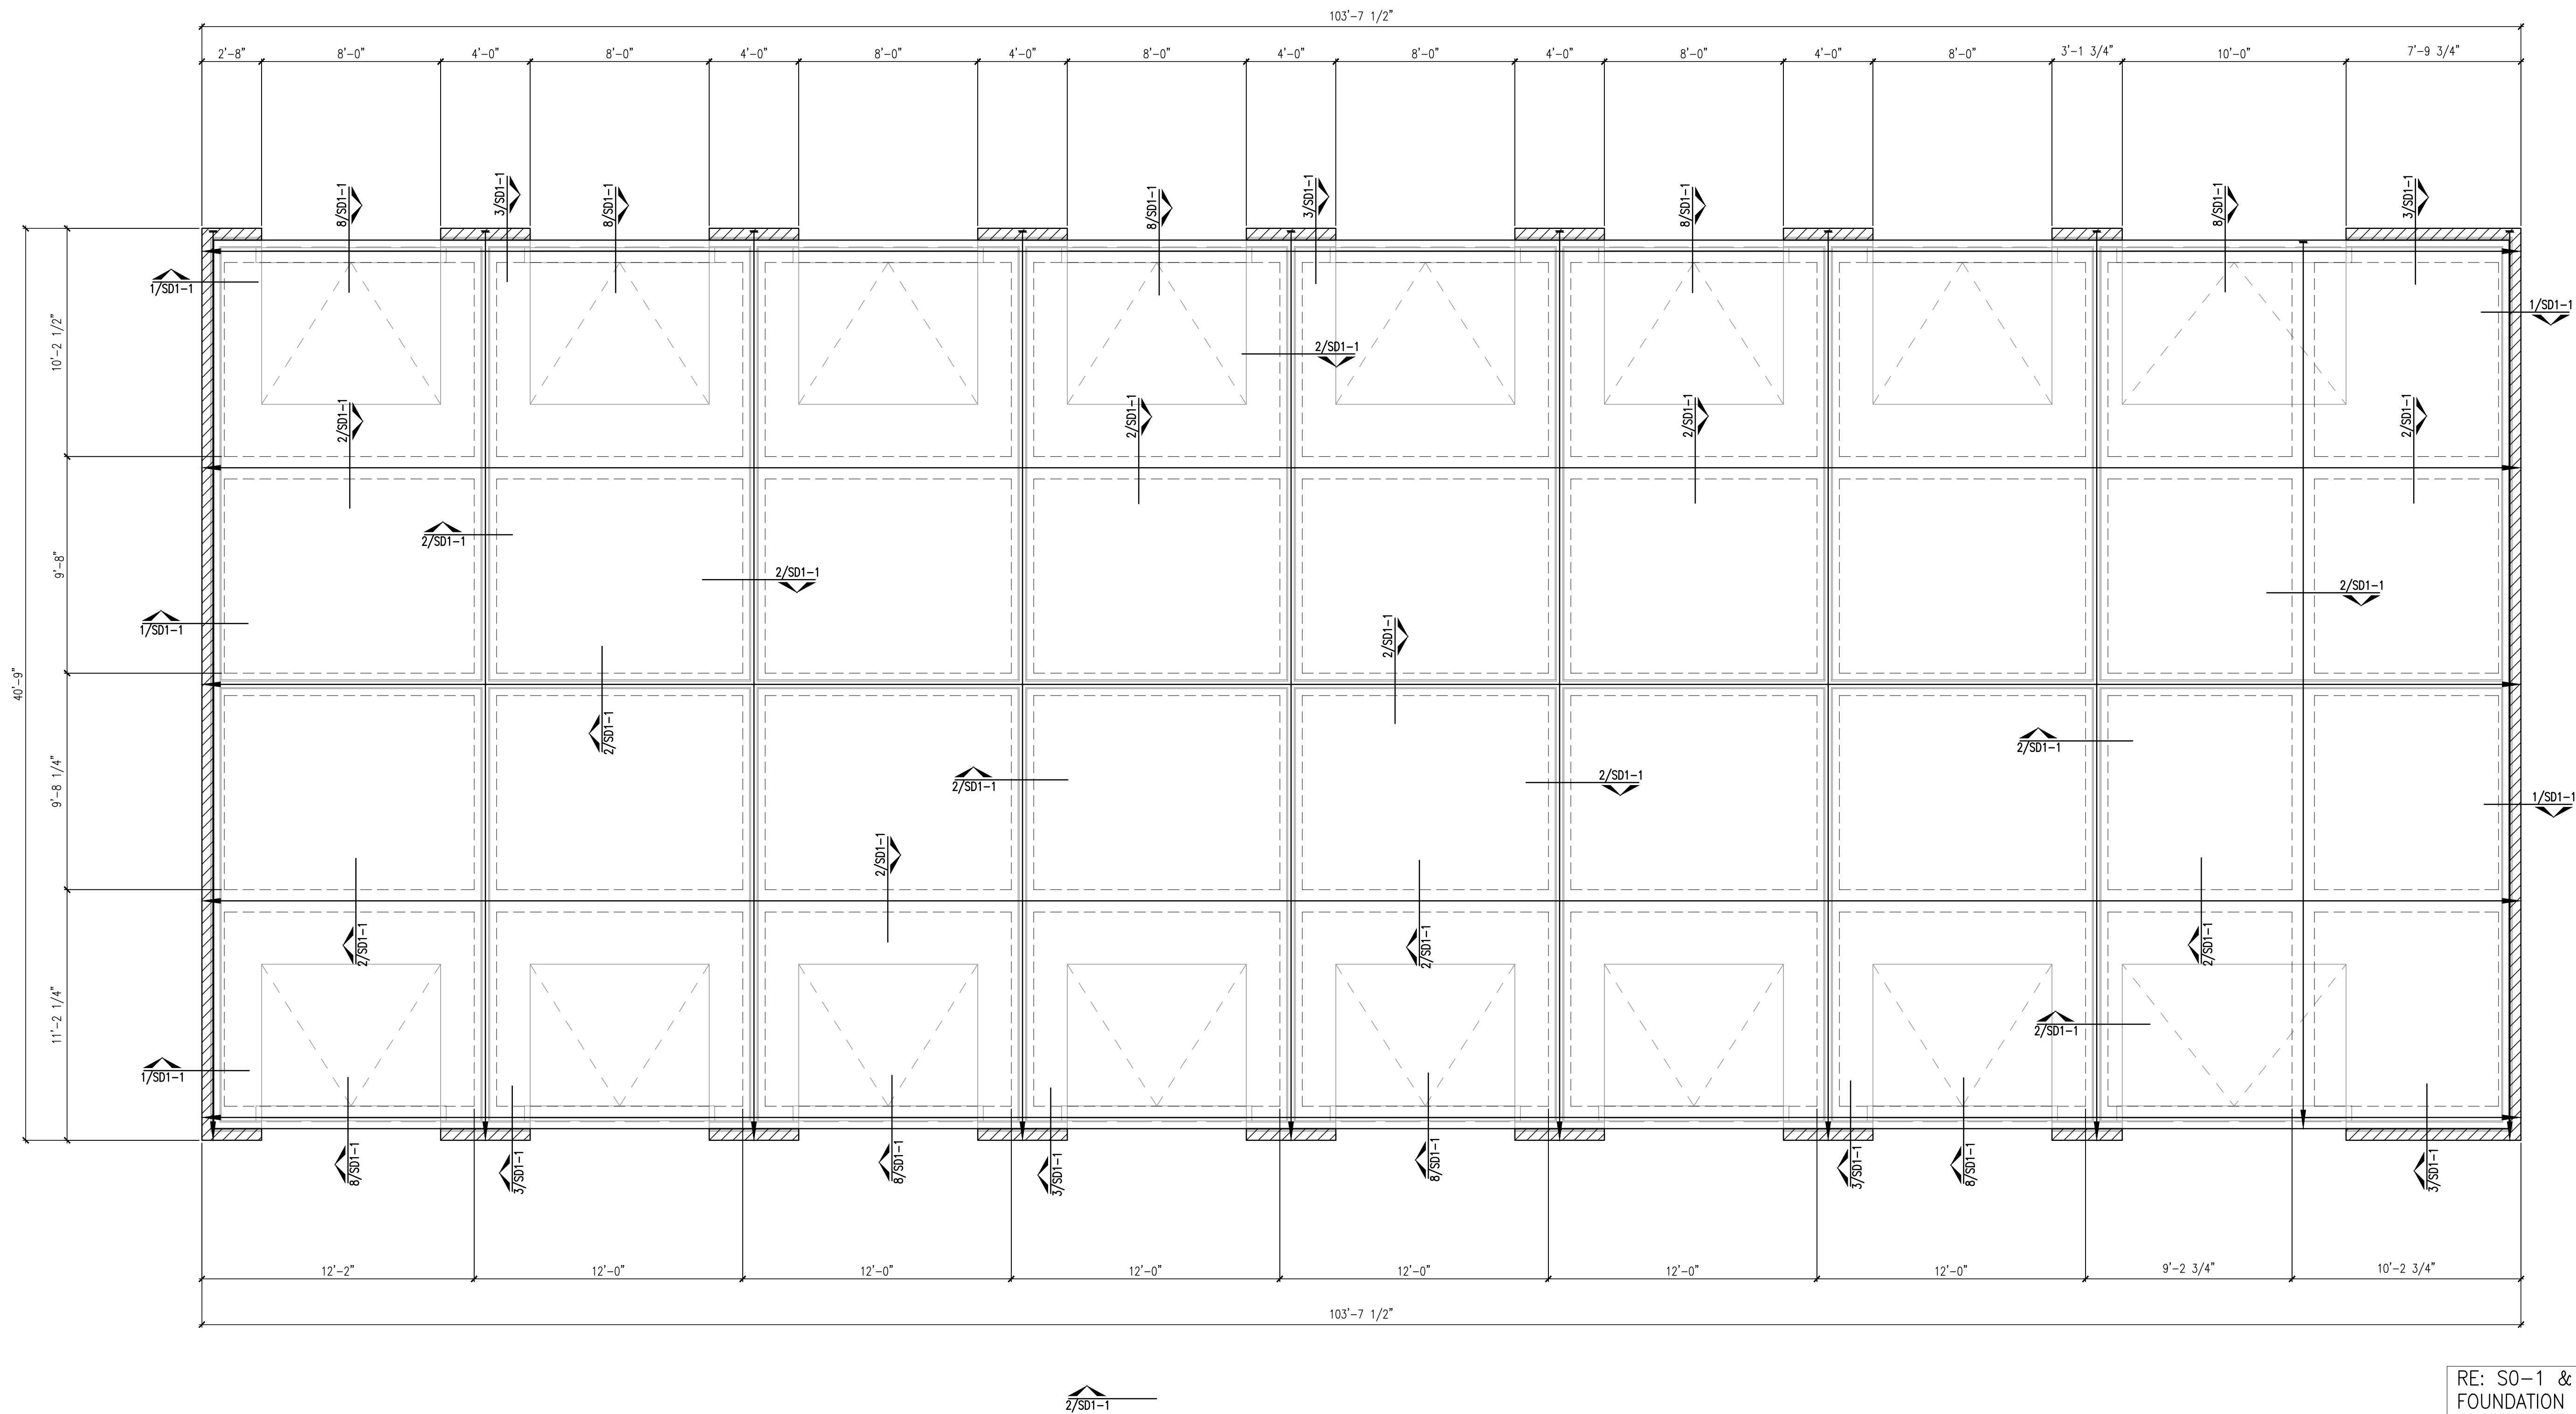 103'-7 1/2"
2'-8"
8'-0"
4'-0"
8'-0"
4'-0"
8'-0"
4'-0"
8'-0"
4'-0"
8'-0"
4'-0"
8'-0"
4'-0"
8'-0"
3'-1 3/4"
10'-0"
7'-9 3/4"
8/SD1-1
3/SD1-1
8/SD1-1
8/SD1-1
3/SD1-1
8/SD1-1
8/SD1-1
3/SD1-1
1/SD1-1
1/SD1-1
10'-2 1/2"
2/SD1-1
2/SD1-1
2/SD1-1
2/SD1-1
2/SD1-1
2/SD1-1
9'-8"
2/SD1-1
2/SD1-1
1/SD1-1
2/SD1-1
40'-9"
2/SD1-1
2/SD1-1
9'-8 1/4"
2/SD1-1
2/SD1-1
1/SD1-1
2/SD1-1
2/SD1-1
2/SD1-1
2/SD1-1
11'-2 1/4"
2/SD1-1
1/SD1-1
8/SD1-1
3/SD1-1
8/SD1-1
3/SD1-1
8/SD1-1
3/SD1-1
8/SD1-1
3/SD1-1
12'-2"
12'-0"
12'-0"
12'-0"
12'-0"
12'-0"
12'-0"
9'-2 3/4"
10'-2 3/4"
103'-7 1/2"
2/SD1-1
RE: S0-1 &
FOUNDATION